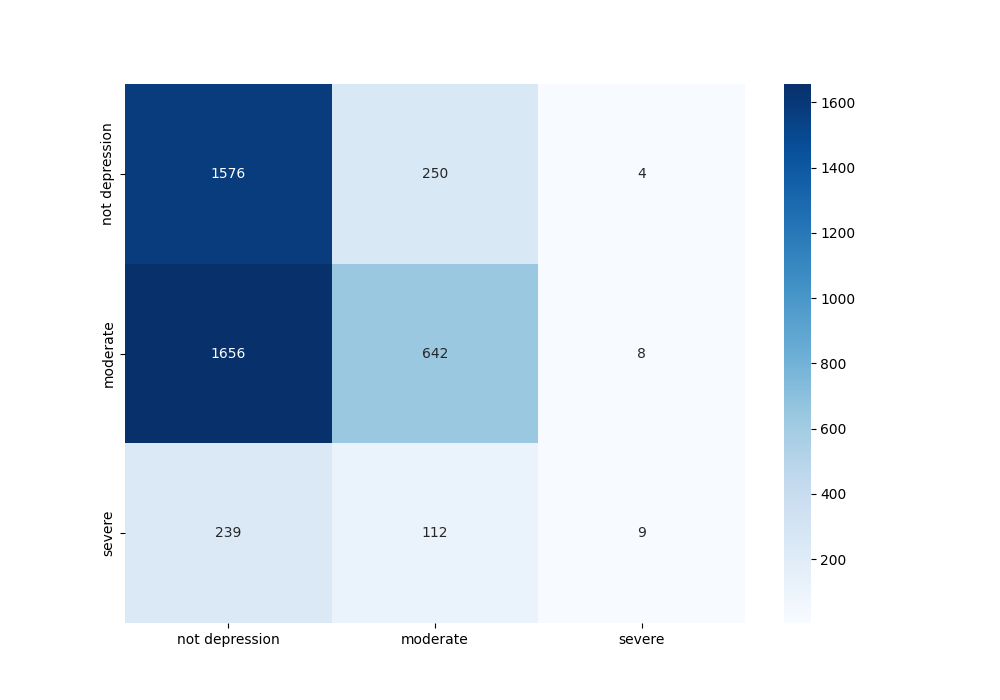 not depression
1576
250
4
moderate
1656
642
8
severe
239
112
9
not depression
moderate
severe
1600
1400
1200
1000
800
600
400
200